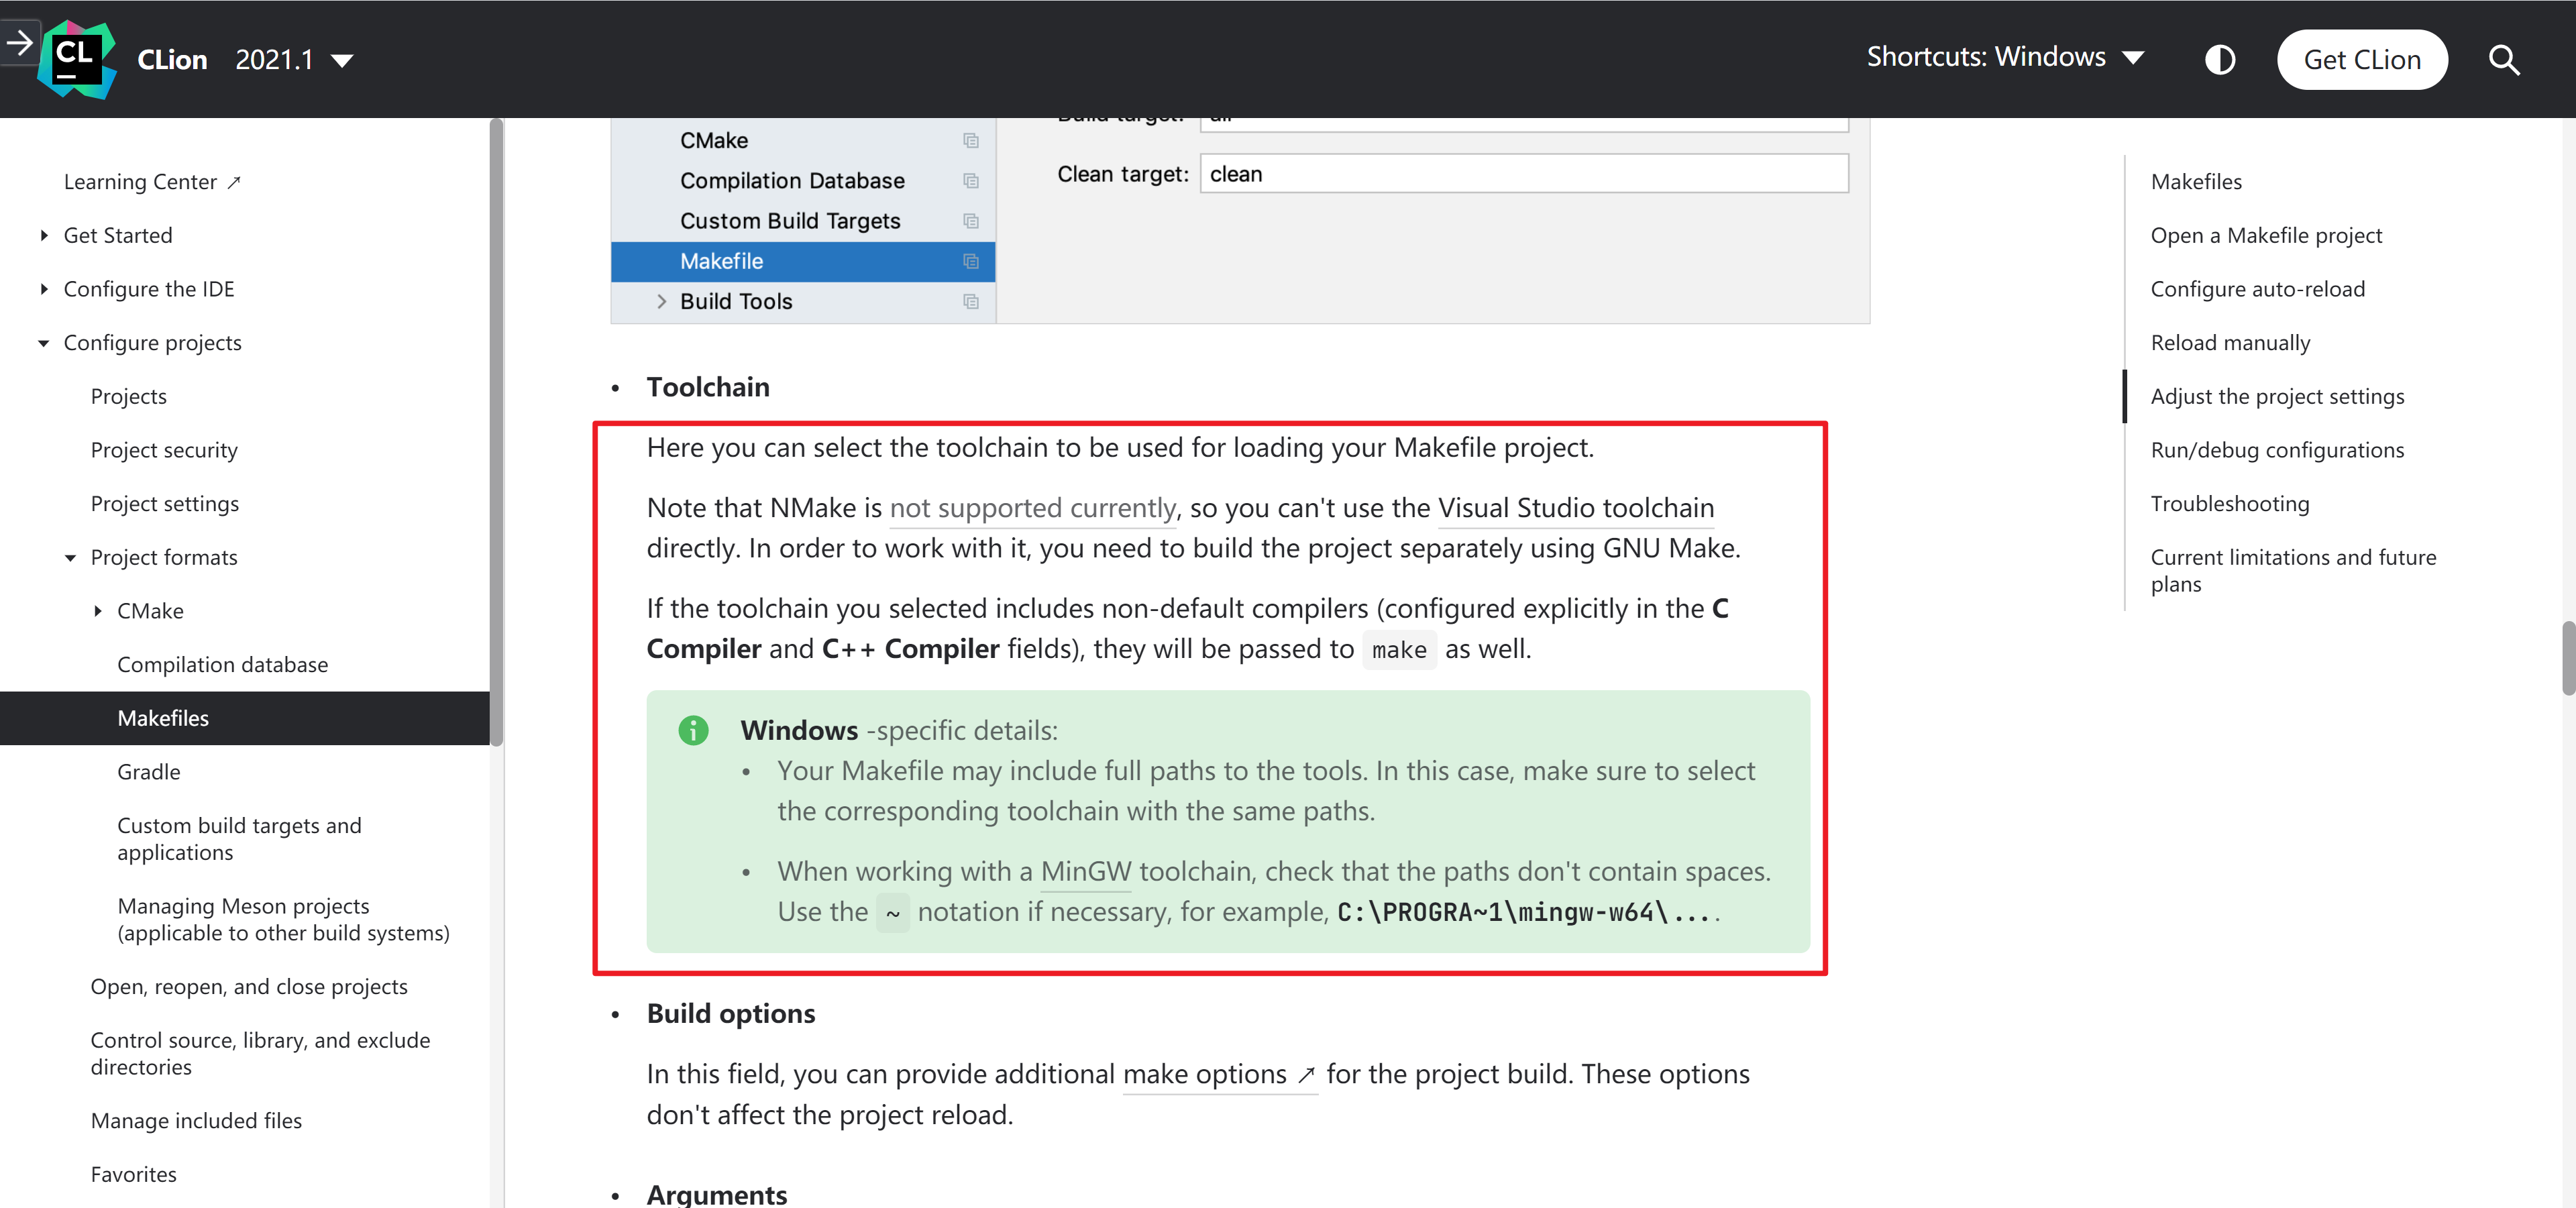 CL
CLion 2021.1
Shortcuts: Windows
Get CLion
Learning Center ↗
Get Started
Configure the IDE
Configure projects
Projects
Project security
Project settings
Project formats
CMake
Compilation database
Makefiles
Gradle
Custom build targets and
applications
Managing Meson projects
(applicable to other build systems)
Open, reopen, and close projects
Control source, library, and exclude
directories
Manage included files
Favorites
CMake
Compilation Database
Custom Build Targets
Makefile
Build Tools
Build target: all
Clean target: clean
• Toolchain
Here you can select the toolchain to be used for loading your Makefile project.
Note that NMake is not supported currently, so you can't use the Visual Studio toolchain
directly. In order to work with it, you need to build the project separately using GNU Make.
If the toolchain you selected includes non-default compilers (configured explicitly in the C
Compiler and C++ Compiler fields), they will be passed to make as well.
Windows -specific details:
• Your Makefile may include full paths to the tools. In this case, make sure to select
the corresponding toolchain with the same paths.
• When working with a MinGW toolchain, check that the paths don't contain spaces.
Use the ~ notation if necessary, for example, C:\PROGRA~1\mingw-w64\... .
• Build options
In this field, you can provide additional make options ↗ for the project build. These options
don't affect the project reload.
• Arguments
Makefiles
Open a Makefile project
Configure auto-reload
Reload manually
Adjust the project settings
Run/debug configurations
Troubleshooting
Current limitations and future
plans